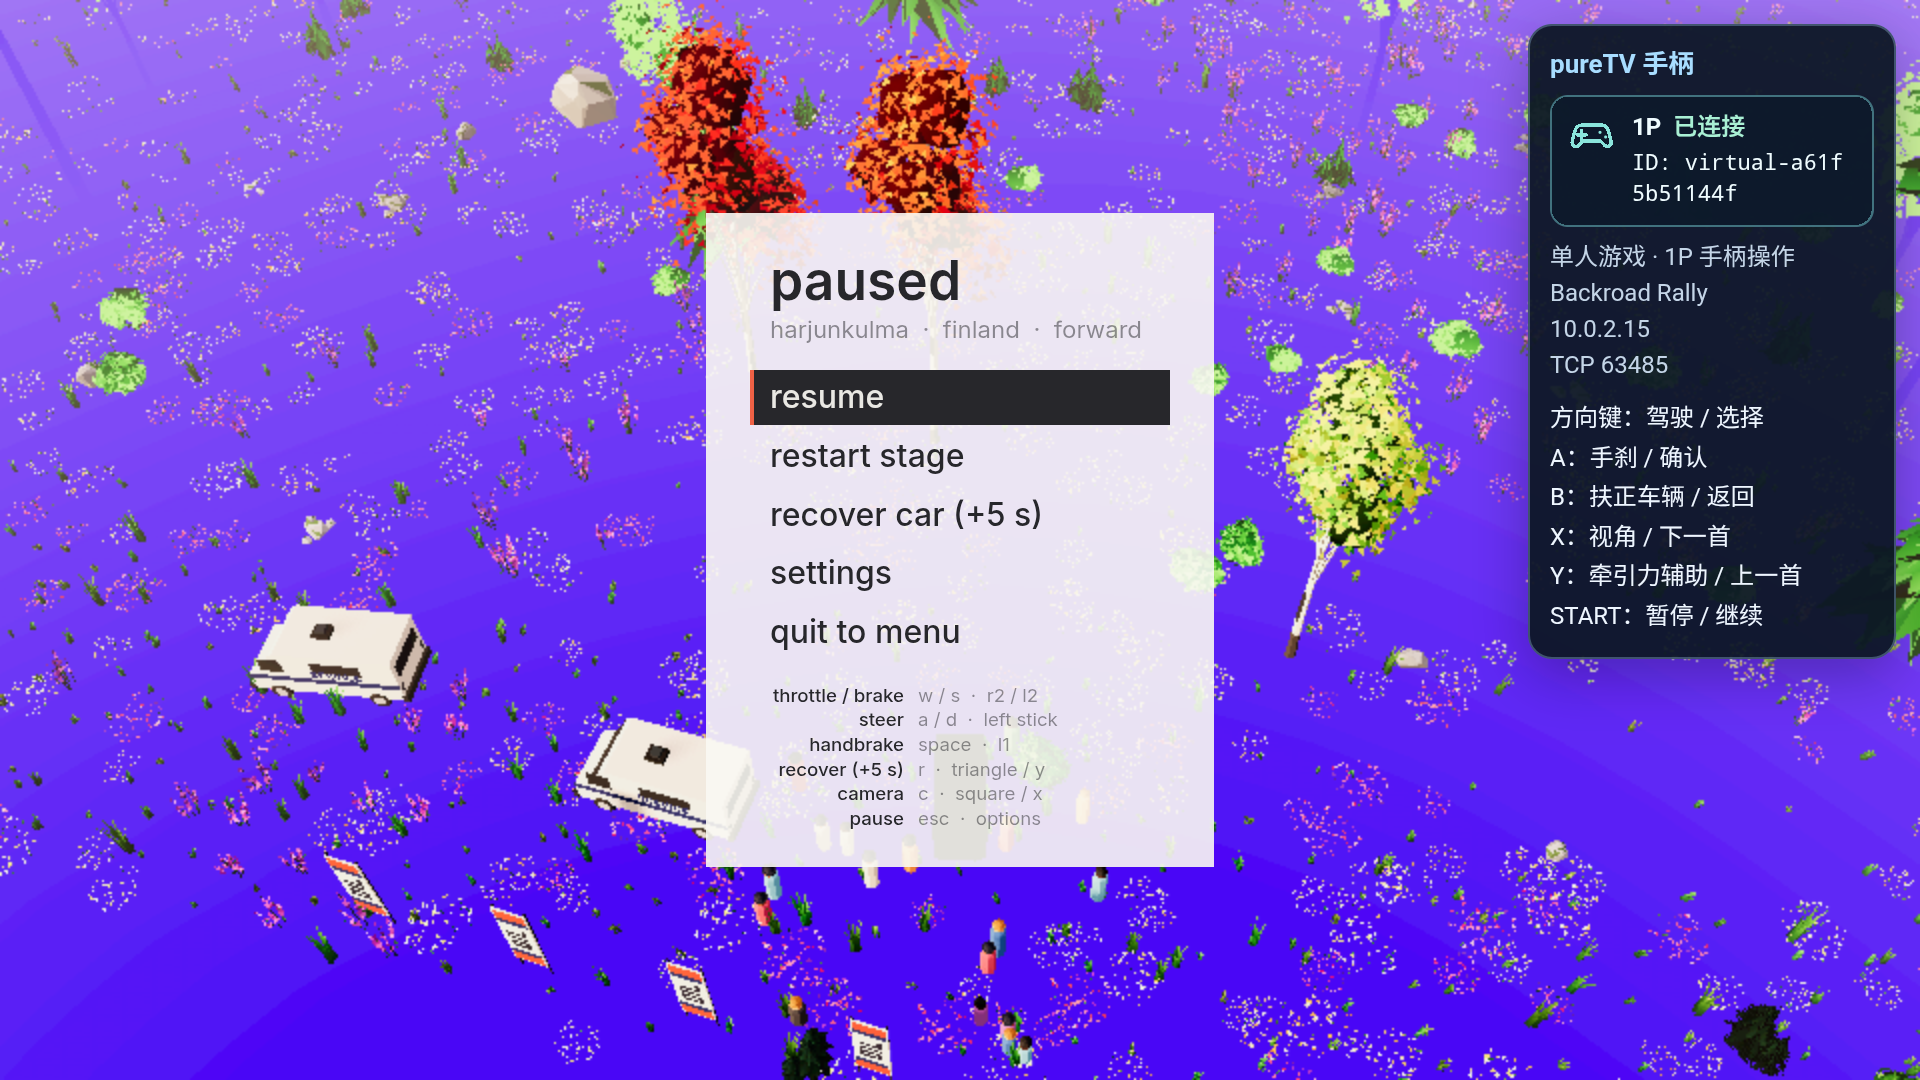 paused
harjunkulma · finland · forward
resume
restart stage
recover car (+5 s)
settings
quit to menu
throttle / brake w / s · r2 / l2
steer a / d · left stick
handbrake space · l1
recover (+5 s) r · triangle / y
camera c · square / x
pause esc · options
pureTV 手柄
1P 已连接
ID: virtual-a61f
5b51144f
单人游戏 · 1P 手柄操作
Backroad Rally
10.0.2.15
TCP 63485
方向键：驾驶 / 选择
A：手刹 / 确认
B：扶正车辆 / 返回
X：视角 / 下一首
Y：牵引力辅助 / 上一首
START：暂停 / 继续